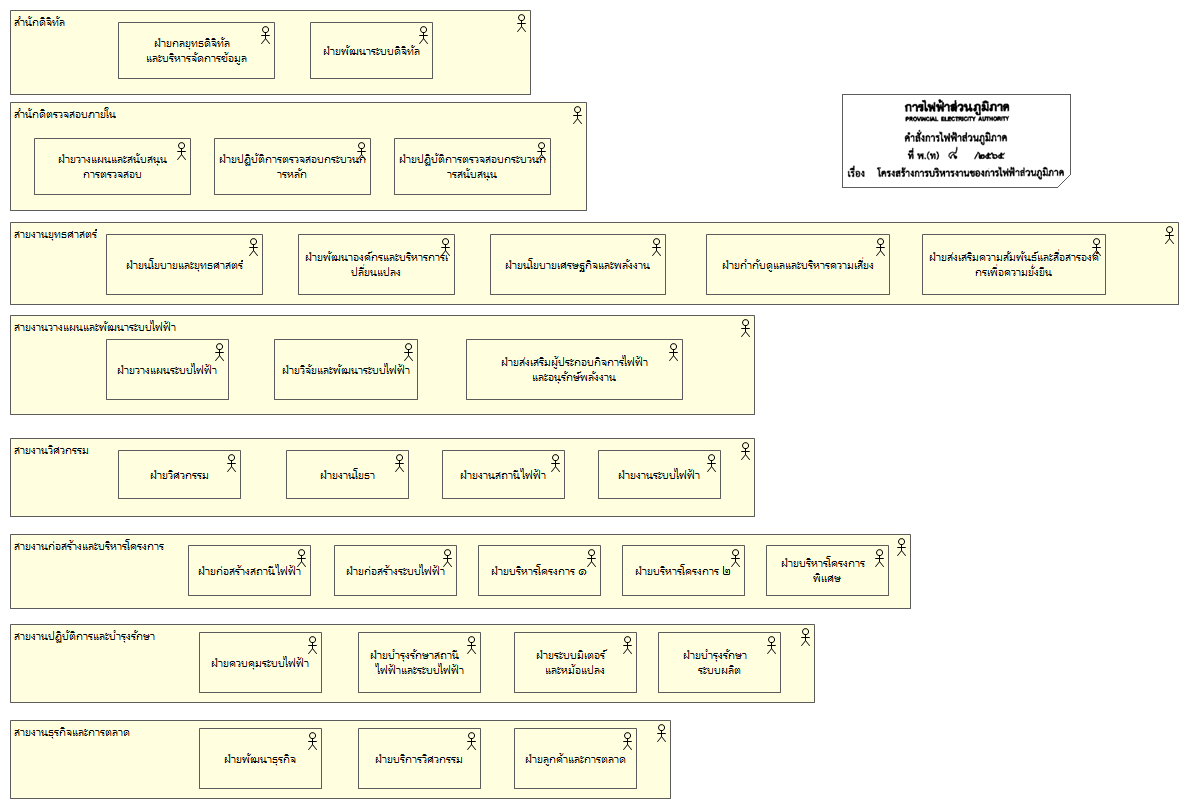 สำนักดิจิทัล
ฝ่ายกลยุทธดิจิทัล
และบริหารจัดการข้อมูล
ฝ่ายพัฒนาระบบดิจิทัล
สำนักตรวจสอบภายใน
ฝ่ายวางแผนและสนับสนุน
การตรวจสอบ
ฝ่ายปฏิบัติการตรวจสอบกระบวนก
ารหลัก
ฝ่ายปฏิบัติการตรวจสอบกระบวนก
ารสนับสนุน
การไฟฟ้าส่วนภูมิภาค
PROVINCIAL ELECTRICITY AUTHORITY
คำสั่งการไฟฟ้าส่วนภูมิภาค
ที่ พ.(ท) ๘ /๒๕๖๕
เรื่อง โครงสร้างการบริหารงานของการไฟฟ้าส่วนภูมิภาค
สายงานยุทธศาสตร์
ฝ่ายนโยบายและยุทธศาสตร์
ฝ่ายพัฒนาองค์กรและบริหารการเ
ปลี่ยนแปลง
ฝ่ายนโยบายเศรษฐกิจและพลังงาน
ฝ่ายกำกับดูแลและบริหารความเสี่ยง
ฝ่ายส่งเสริมความสัมพันธ์และสื่อสารองค์
กรเพื่อความยั่งยืน
สายงานวางแผนและพัฒนาระบบไฟฟ้า
ฝ่ายวางแผนระบบไฟฟ้า
ฝ่ายวิจัยและพัฒนาระบบไฟฟ้า
ฝ่ายส่งเสริมผู้ประกอบกิจการไฟฟ้า
และอนุรักษ์พลังงาน
สายงานวิศวกรรม
ฝ่ายวิศวกรรม
ฝ่ายงานโยธา
ฝ่ายงานสถานีไฟฟ้า
ฝ่ายงานระบบไฟฟ้า
สายงานก่อสร้างและบริหารโครงการ
ฝ่ายก่อสร้างสถานีไฟฟ้า
ฝ่ายก่อสร้างระบบไฟฟ้า
ฝ่ายบริหารโครงการ ๑
ฝ่ายบริหารโครงการ ๒
ฝ่ายบริหารโครงการ
พิเศษ
สายงานปฏิบัติการและบำรุงรักษา
ฝ่ายควบคุมระบบไฟฟ้า
ฝ่ายบำรุงรักษาสถานี
ไฟฟ้าและระบบไฟฟ้า
ฝ่ายระบบมิเตอร์
และหม้อแปลง
ฝ่ายบำรุงรักษา
ระบบผลิต
สายงานธุรกิจและการตลาด
ฝ่ายพัฒนาธุรกิจ
ฝ่ายบริการวิศวกรรม
ฝ่ายลูกค้าและการตลาด